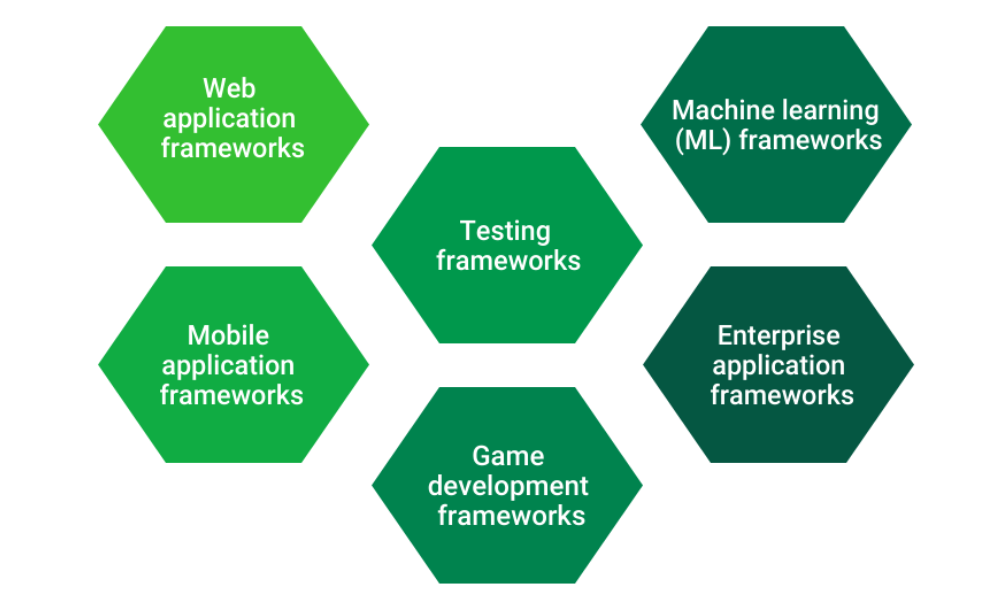 Web
application
frameworks
Machine learning
(ML) frameworks
Testing
frameworks
Mobile
application
frameworks
Enterprise
application
frameworks
Game
development
frameworks